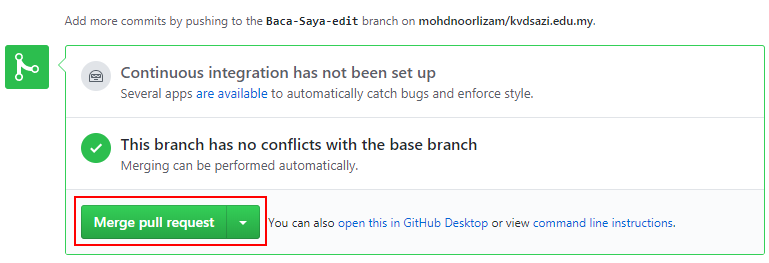 Add more commits by pushing to the Baca-Saya-edit branch on mohdnoorlizam/kvdsazi.edu.my.
Continuous integration has not been set up
Several apps are available to automatically catch bugs and enforce style.
This branch has no conflicts with the base branch
Merging can be performed automatically.
Merge pull request You can also open this in GitHub Desktop or view command line instructions.